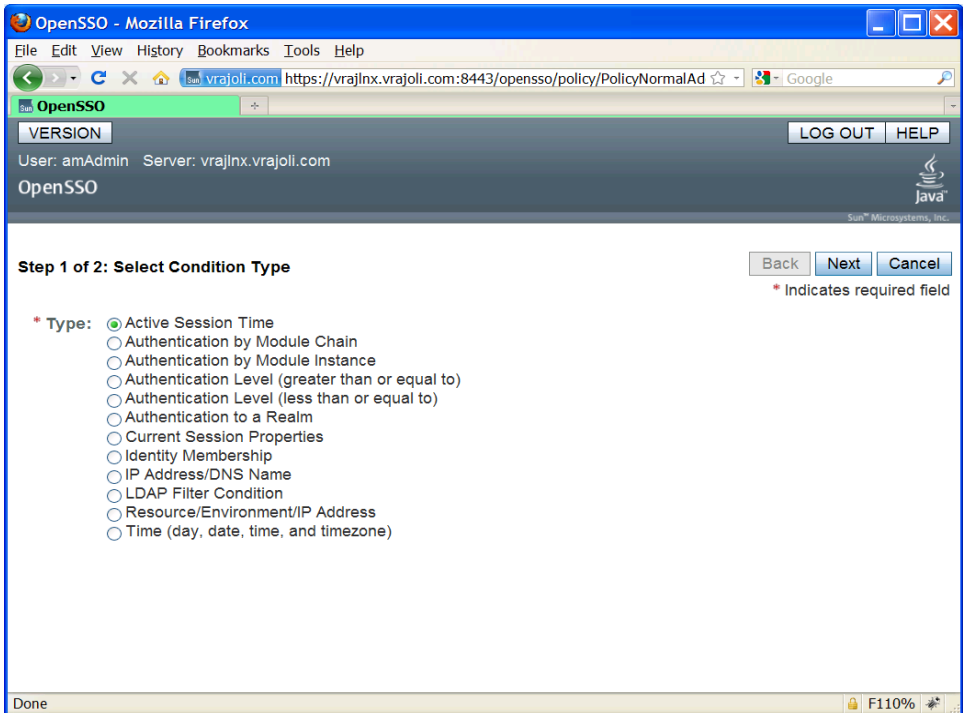 OpenSSO - Mozilla Firefox
File Edit View History Bookmarks Tools Help
vrajoli.com https://vrajlnx.vrajoli.com:8443/opensso/policy/PolicyNormalAd Google
Sun OpenSSO
VERSION LOG OUT HELP
User: amAdmin Server: vrajlnx.vrajoli.com
OpenSSO
Java™
Sun™ Microsystems, Inc.
Step 1 of 2: Select Condition Type Back Next Cancel
* Indicates required field
* Type: Active Session Time
Authentication by Module Chain
Authentication by Module Instance
Authentication Level (greater than or equal to)
Authentication Level (less than or equal to)
Authentication to a Realm
Current Session Properties
Identity Membership
IP Address/DNS Name
LDAP Filter Condition
Resource/Environment/IP Address
Time (day, date, time, and timezone)
Done F110%